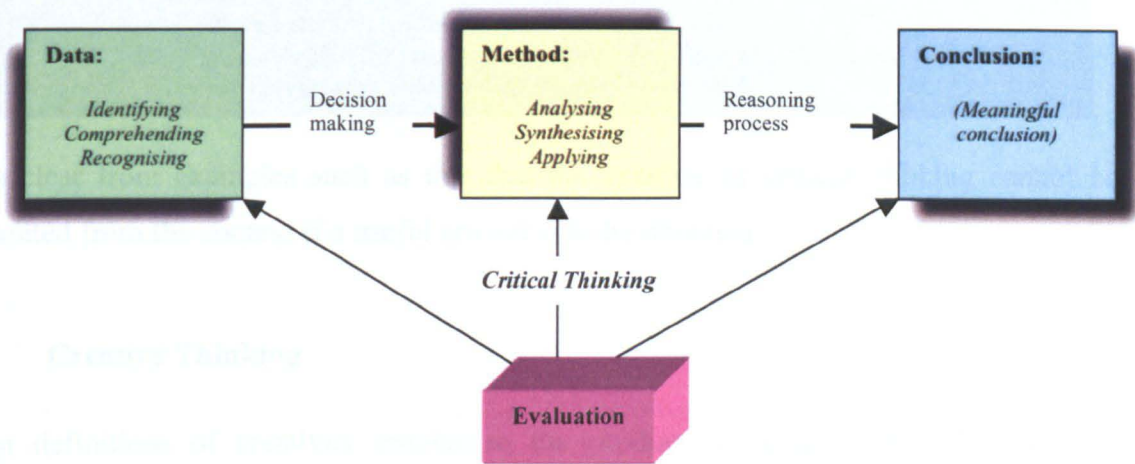 Data:
Identifying
Comprehending
Recognising
Decision
making
Method:
Analysing
Synthesising
Applying
Reasoning
process
Conclusion:
(Meaningful
conclusion)
Critical Thinking
Evaluation